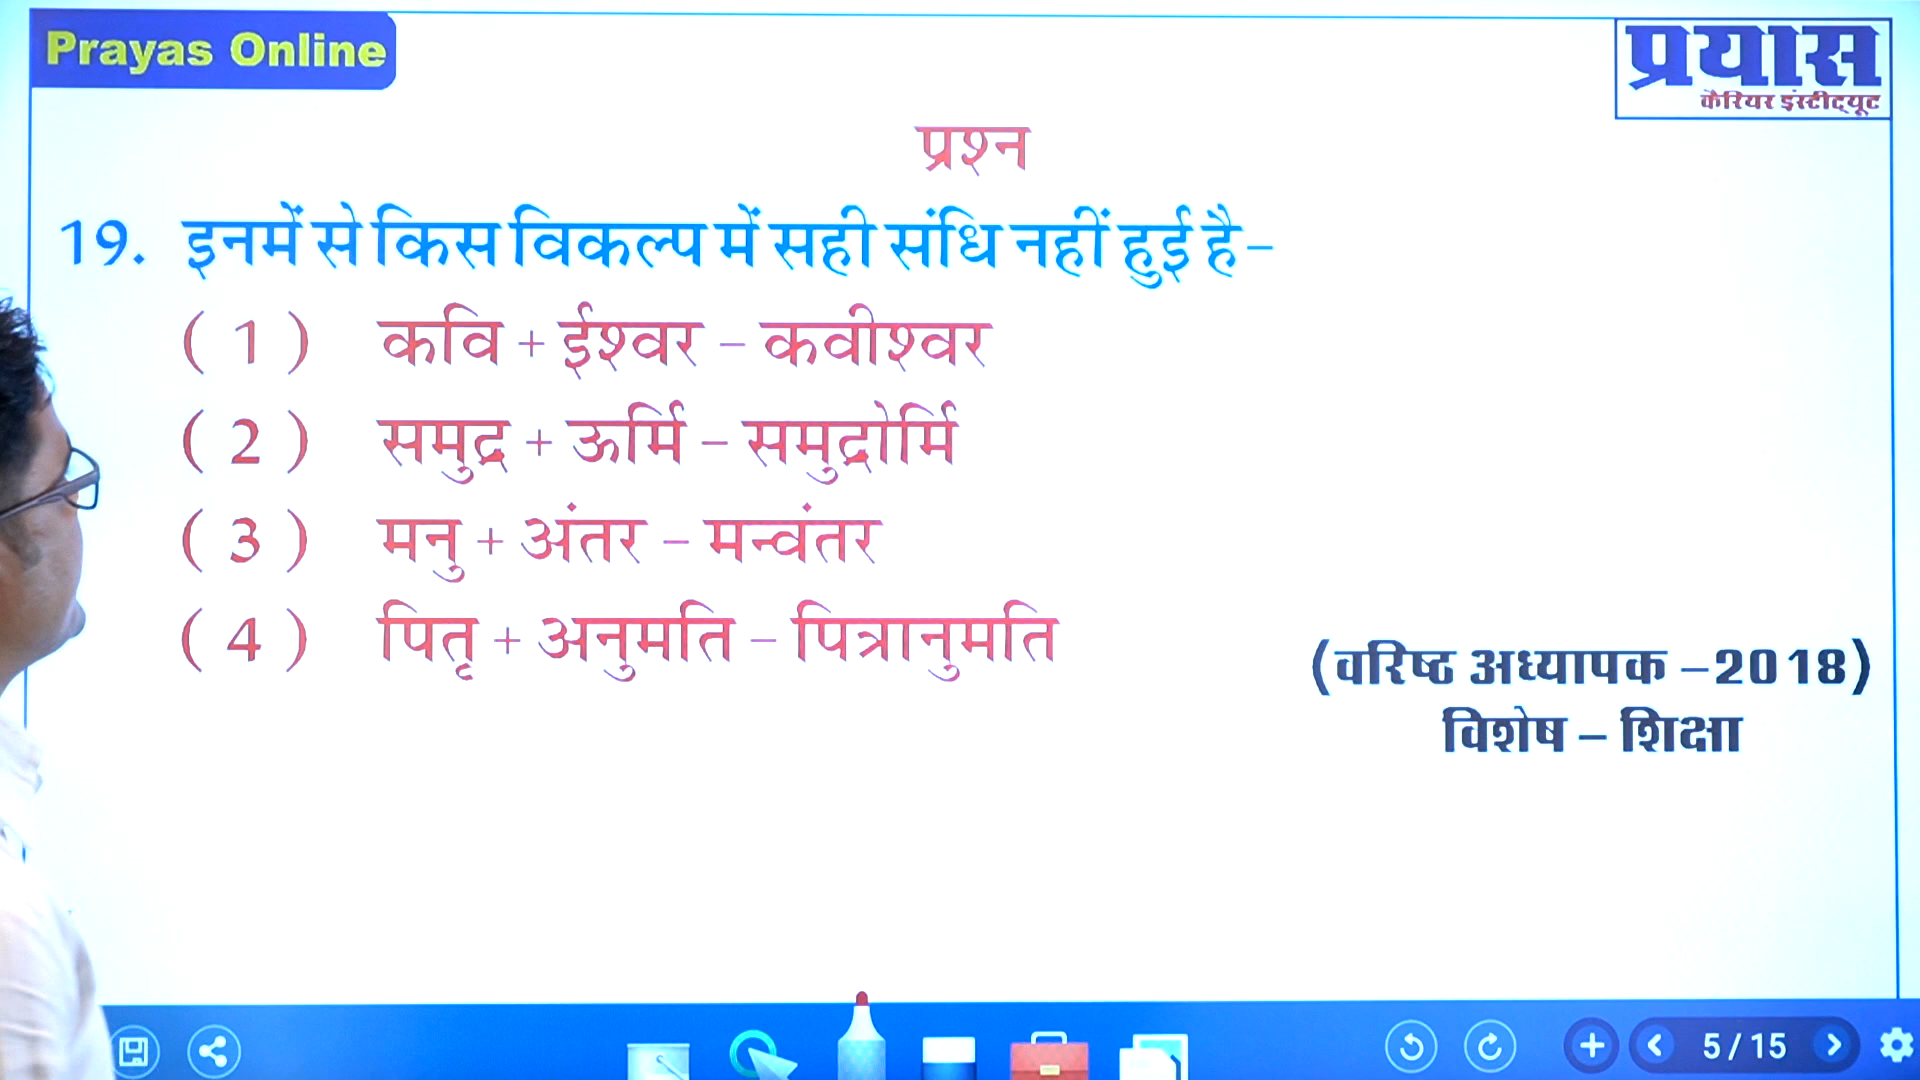 Prayas Online
प्रयास
कैरियर इंस्टीट्यूट
प्रश्न
19. इनमें से किस विकल्प में सही संधि नहीं हुई है–
( 1 ) कवि + ईश्वर – कवीश्वर
( 2 ) समुद्र + ऊर्मि – समुद्रोर्मि
( 3 ) मनु + अंतर – मन्वंतर
( 4 ) पितृ + अनुमति – पित्रानुमति
(वरिष्ठ अध्यापक –2018)
विशेष – शिक्षा
5 / 15